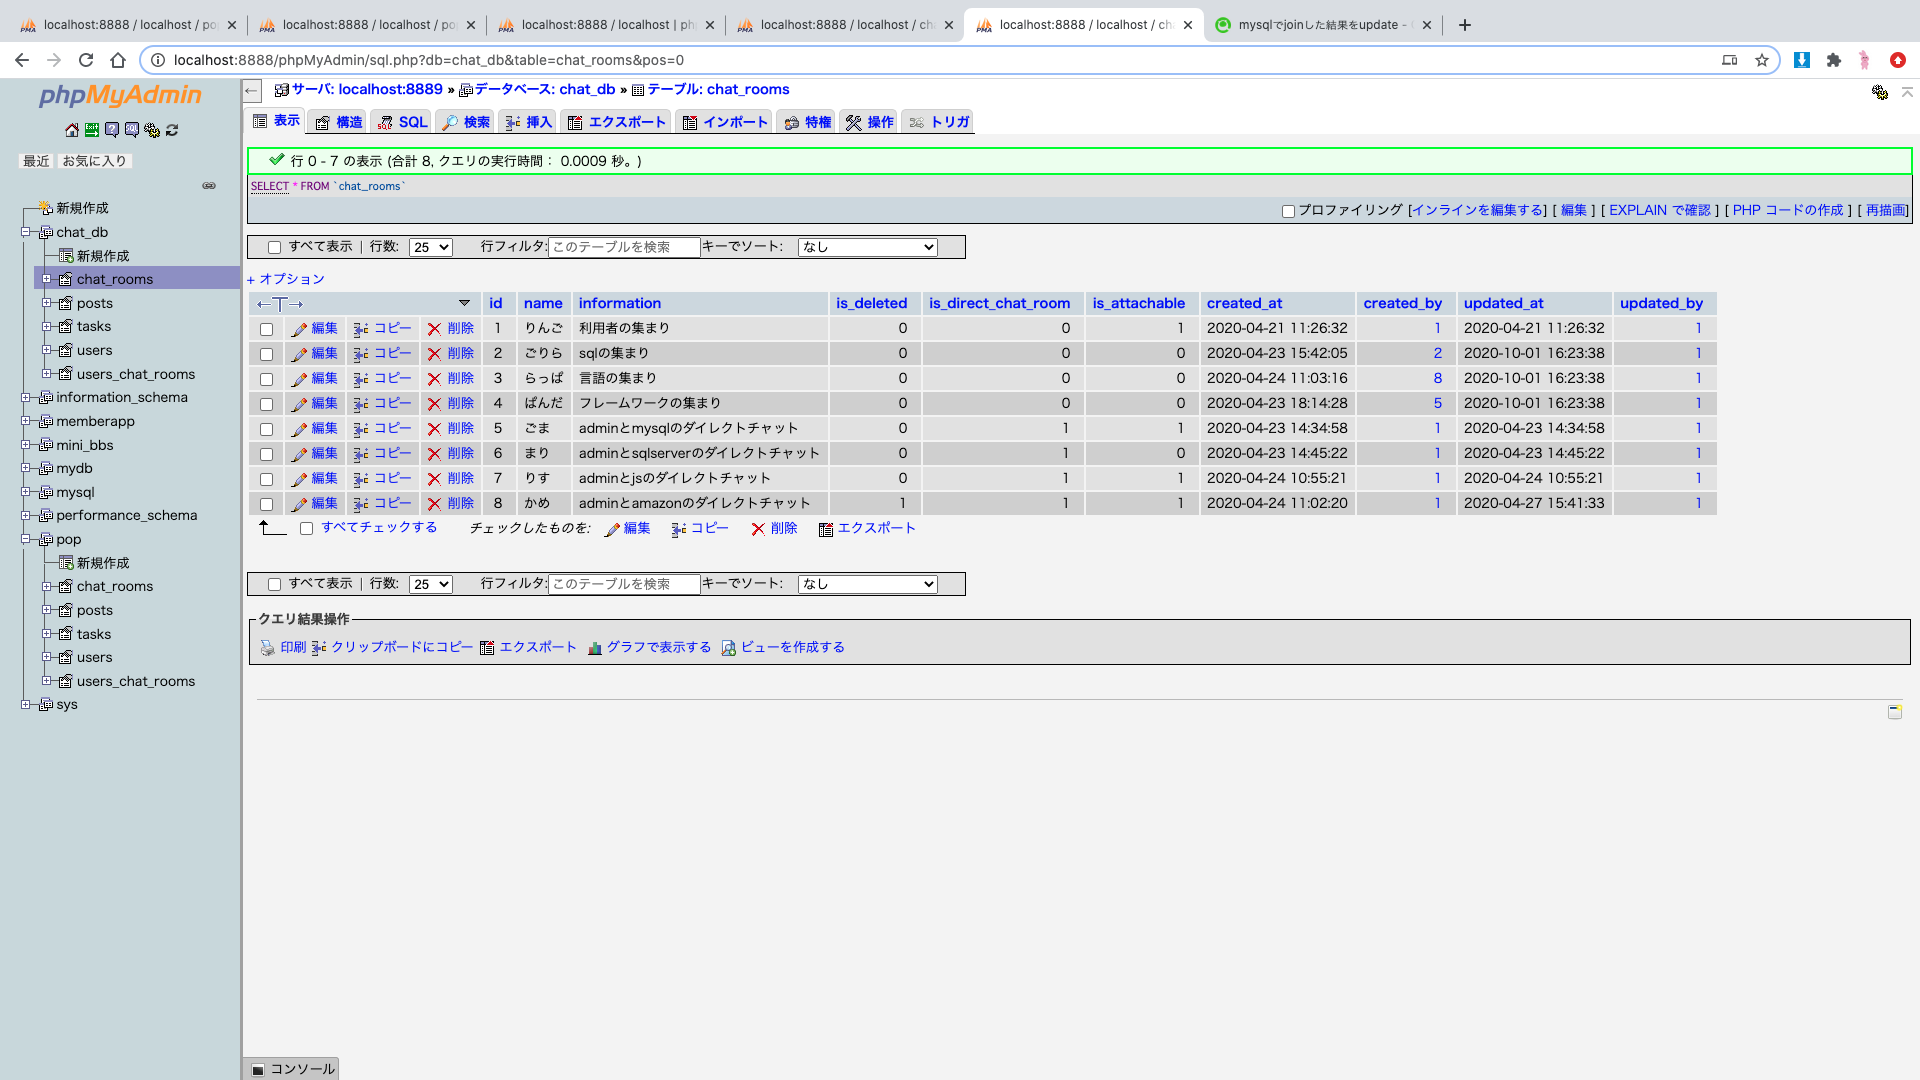 localhost:8888 / localhost / po
localhost:8888 / localhost / po
localhost:8888 / localhost | ph
localhost:8888 / localhost / ch
localhost:8888 / localhost / ch
mysqlでjoinした結果をupdate -
localhost:8888/phpMyAdmin/sql.php?db=chat_db&table=chat_rooms&pos=0
phpMyAdmin
最近 お気に入り
新規作成
chat_db
新規作成
chat_rooms
posts
tasks
users
users_chat_rooms
information_schema
memberapp
mini_bbs
mydb
mysql
performance_schema
pop
新規作成
chat_rooms
posts
tasks
users
users_chat_rooms
sys
サーバ: localhost:8889 » データベース: chat_db » テーブル: chat_rooms
表示 構造 SQL 検索 挿入 エクスポート インポート 特権 操作 トリガ
行 0 - 7 の表示 (合計 8, クエリの実行時間： 0.0009 秒。)
SELECT * FROM `chat_rooms`
プロファイリング [インラインを編集する] [ 編集 ] [ EXPLAIN で確認 ] [ PHP コードの作成 ] [ 再描画]
すべて表示 | 行数: 25 行フィルタ: このテーブルを検索 キーでソート: なし
+ オプション
←T→ id name information is_deleted is_direct_chat_room is_attachable created_at created_by updated_at updated_by
編集 コピー 削除 1 りんご 利用者の集まり 0 0 1 2020-04-21 11:26:32 1 2020-04-21 11:26:32 1
編集 コピー 削除 2 ごりら sqlの集まり 0 0 0 2020-04-23 15:42:05 2 2020-10-01 16:23:38 1
編集 コピー 削除 3 らっぱ 言語の集まり 0 0 0 2020-04-24 11:03:16 8 2020-10-01 16:23:38 1
編集 コピー 削除 4 ぱんだ フレームワークの集まり 0 0 0 2020-04-23 18:14:28 5 2020-10-01 16:23:38 1
編集 コピー 削除 5 ごま adminとmysqlのダイレクトチャット 0 1 1 2020-04-23 14:34:58 1 2020-04-23 14:34:58 1
編集 コピー 削除 6 まり adminとsqlserverのダイレクトチャット 0 1 0 2020-04-23 14:45:22 1 2020-04-23 14:45:22 1
編集 コピー 削除 7 りす adminとjsのダイレクトチャット 0 1 1 2020-04-24 10:55:21 1 2020-04-24 10:55:21 1
編集 コピー 削除 8 かめ adminとamazonのダイレクトチャット 1 1 1 2020-04-24 11:02:20 1 2020-04-27 15:41:33 1
すべてチェックする チェックしたものを: 編集 コピー 削除 エクスポート
すべて表示 | 行数: 25 行フィルタ: このテーブルを検索 キーでソート: なし
クエリ結果操作
印刷 クリップボードにコピー エクスポート グラフで表示する ビューを作成する
コンソール